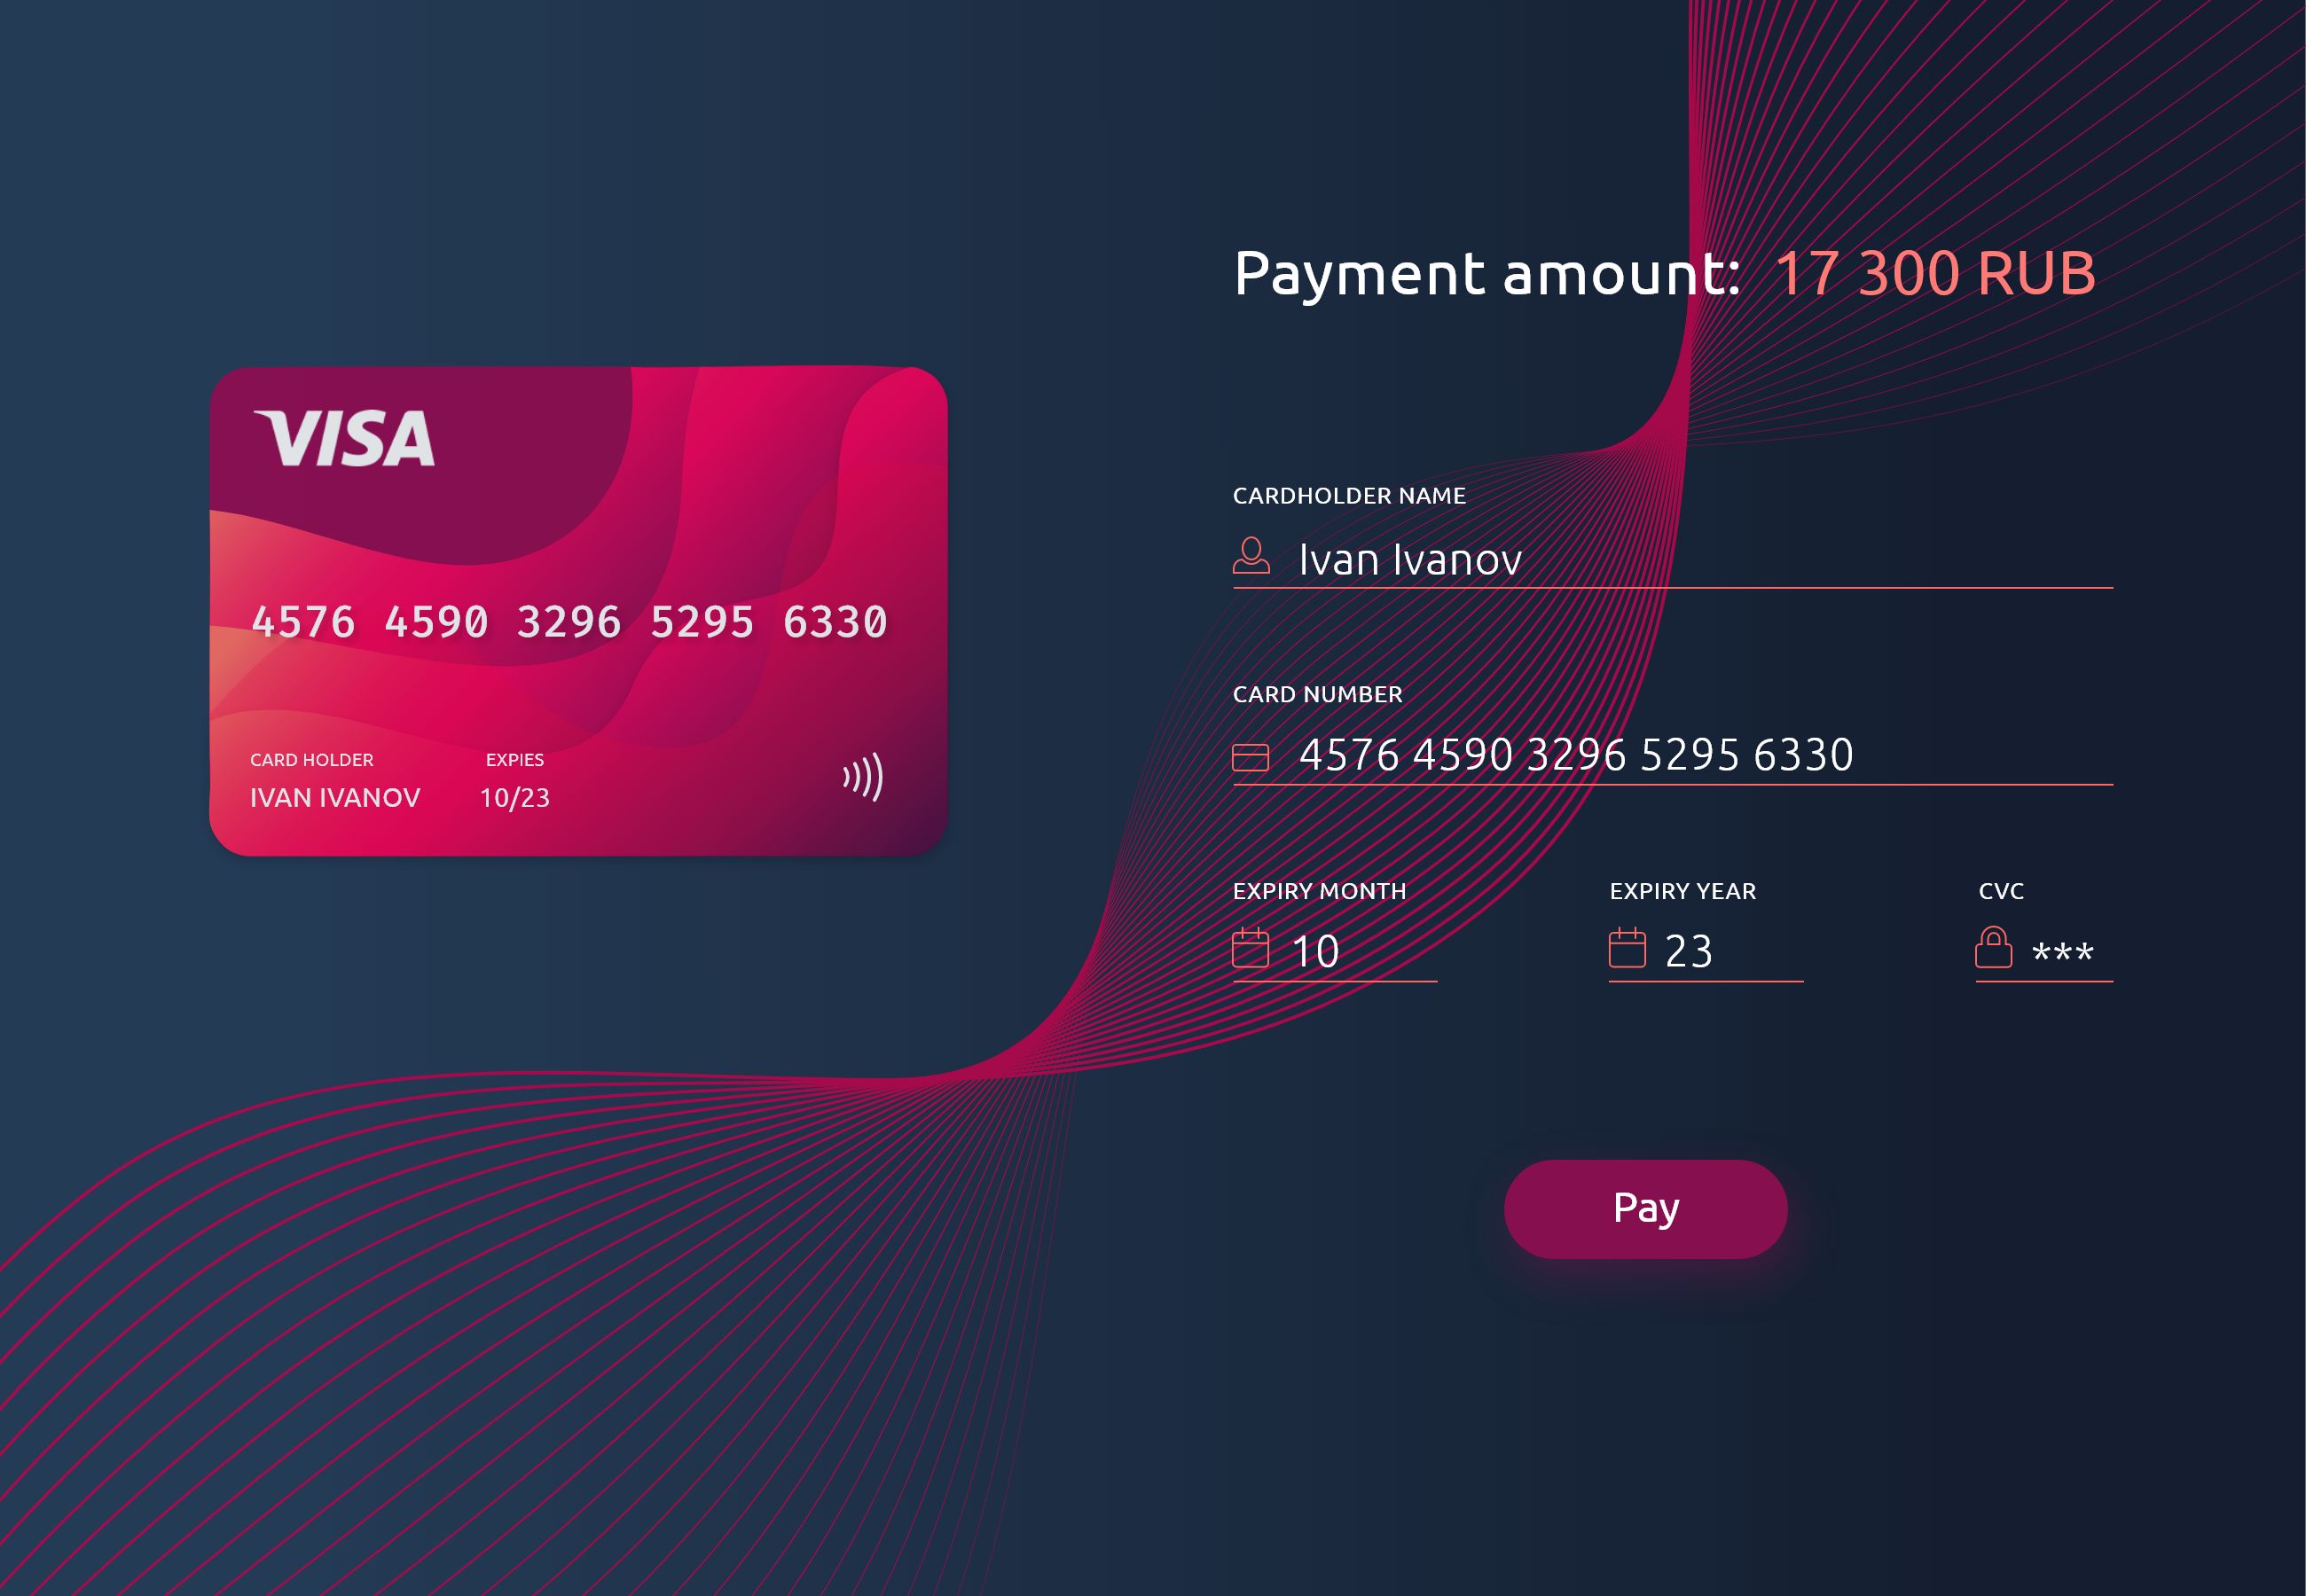 VISA
4576 4590 3296 5295 6330
CARD HOLDER EXPIES
IVAN IVANOV 10/23
Payment amount: 17 300 RUB
CARDHOLDER NAME
Ivan Ivanov
CARD NUMBER
4576 4590 3296 5295 6330
EXPIRY MONTH EXPIRY YEAR CVC
10 23 ***
Pay